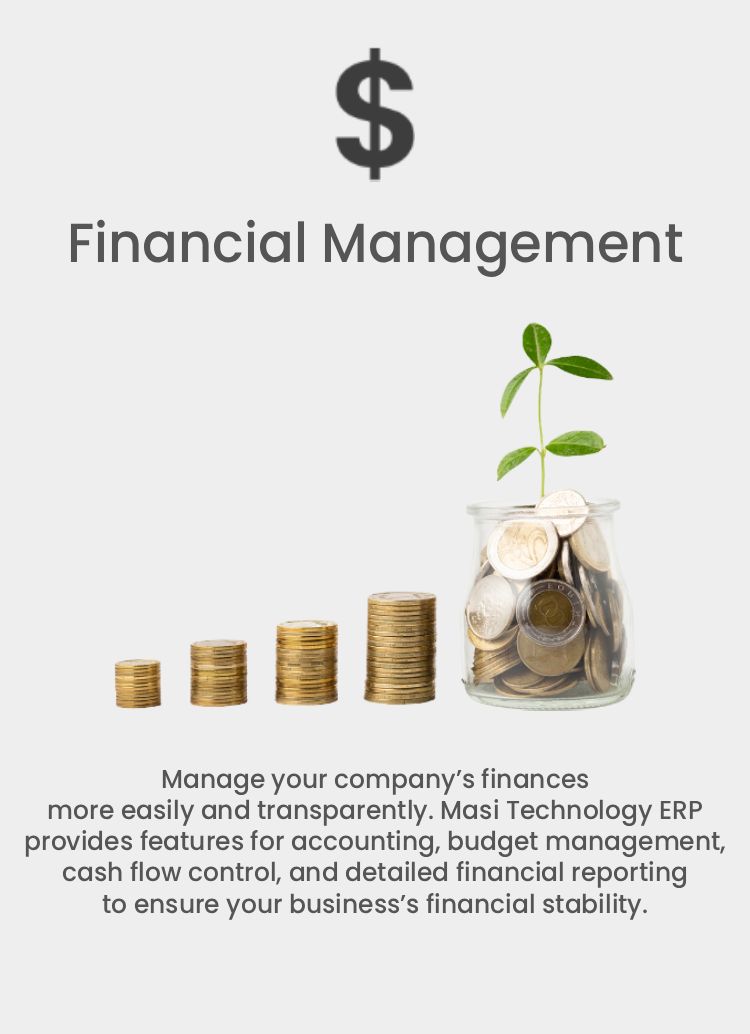 $
Financial Management
Manage your company’s finances
more easily and transparently. Masi Technology ERP
provides features for accounting, budget management,
cash flow control, and detailed financial reporting
to ensure your business’s financial stability.